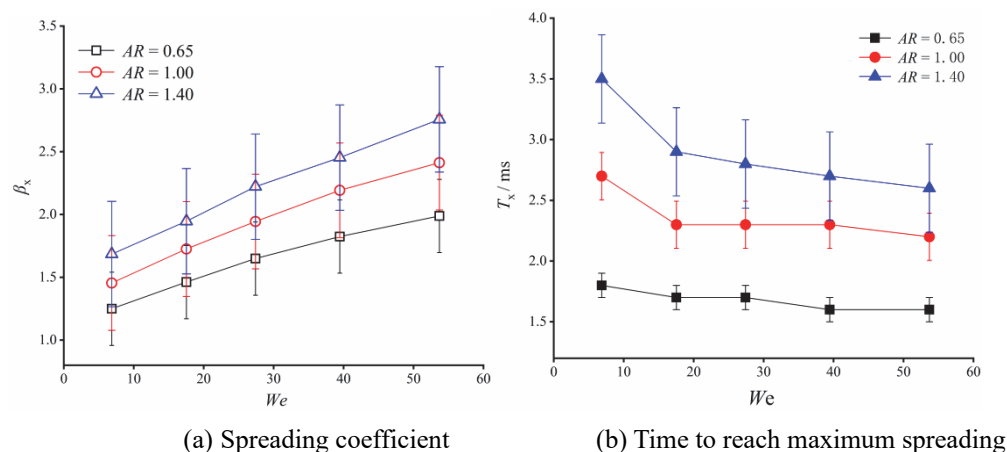 3.5
3.0
2.5
2.0
1.5
1.0
βx
AR = 0.65
AR = 1.00
AR = 1.40
0 10 20 30 40 50 60
We
(a) Spreading coefficient
4.0
3.5
3.0
2.5
2.0
1.5
Tx / ms
AR = 0.65
AR = 1.00
AR = 1.40
0 10 20 30 40 50 60
We
(b) Time to reach maximum spreading